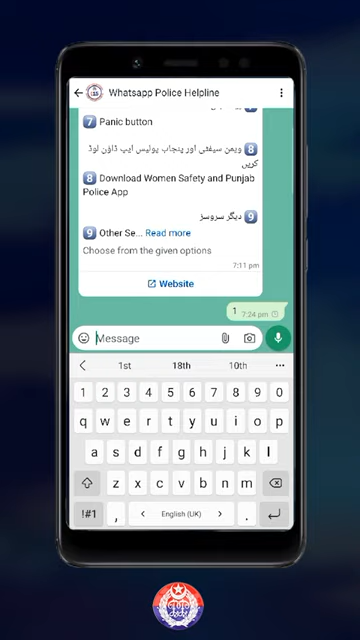 Whatsapp Police Helpline
7 Panic button
8 ویمن سیفٹی اور پنجاب پولیس ایپ ڈاؤن لوڈ
کریں
8 Download Women Safety and Punjab
Police App
9 دیگر سروسز
9 Other Se... Read more
Choose from the given options
7:11 pm
Website
1 7:24 pm
Message
1st 18th 10th
1 2 3 4 5 6 7 8 9 0
q w e r t y u i o p
a s d f g h j k l
z x c v b n m
!#1 , < English (UK) > .